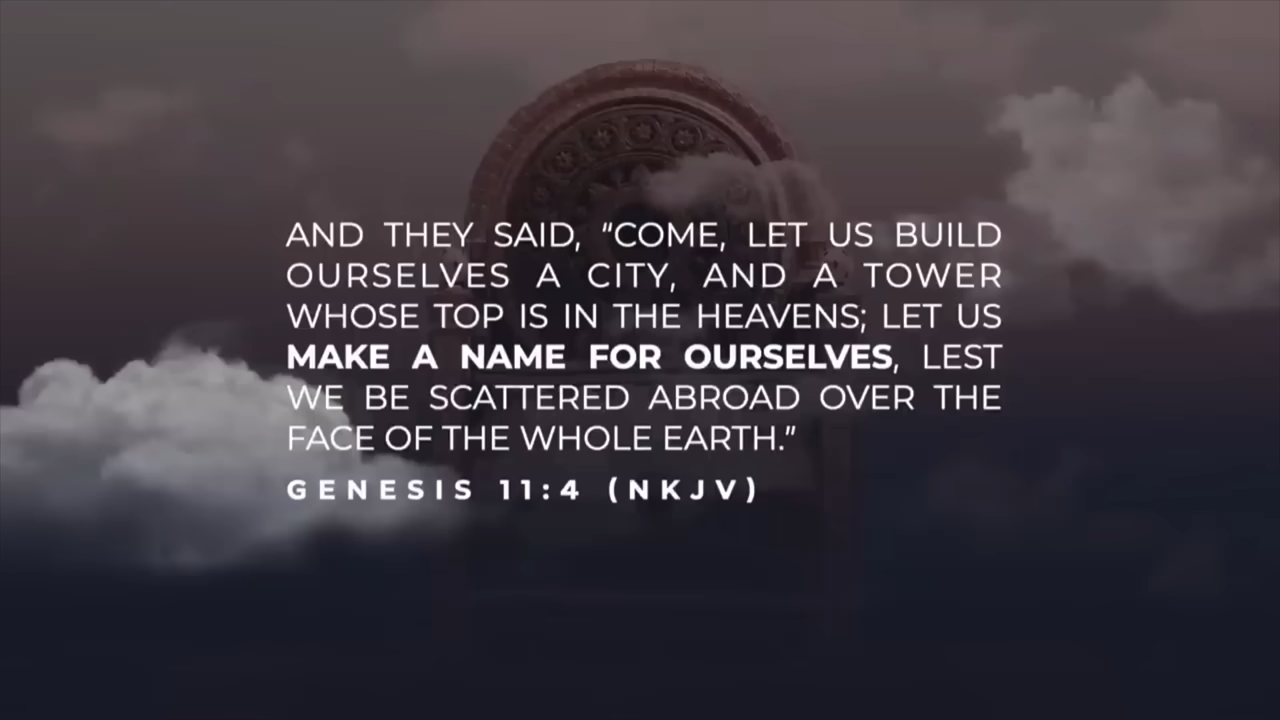 AND THEY SAID, “COME, LET US BUILD
OURSELVES A CITY, AND A TOWER
WHOSE TOP IS IN THE HEAVENS; LET US
MAKE A NAME FOR OURSELVES, LEST
WE BE SCATTERED ABROAD OVER THE
FACE OF THE WHOLE EARTH.”
GENESIS 11:4 (NKJV)